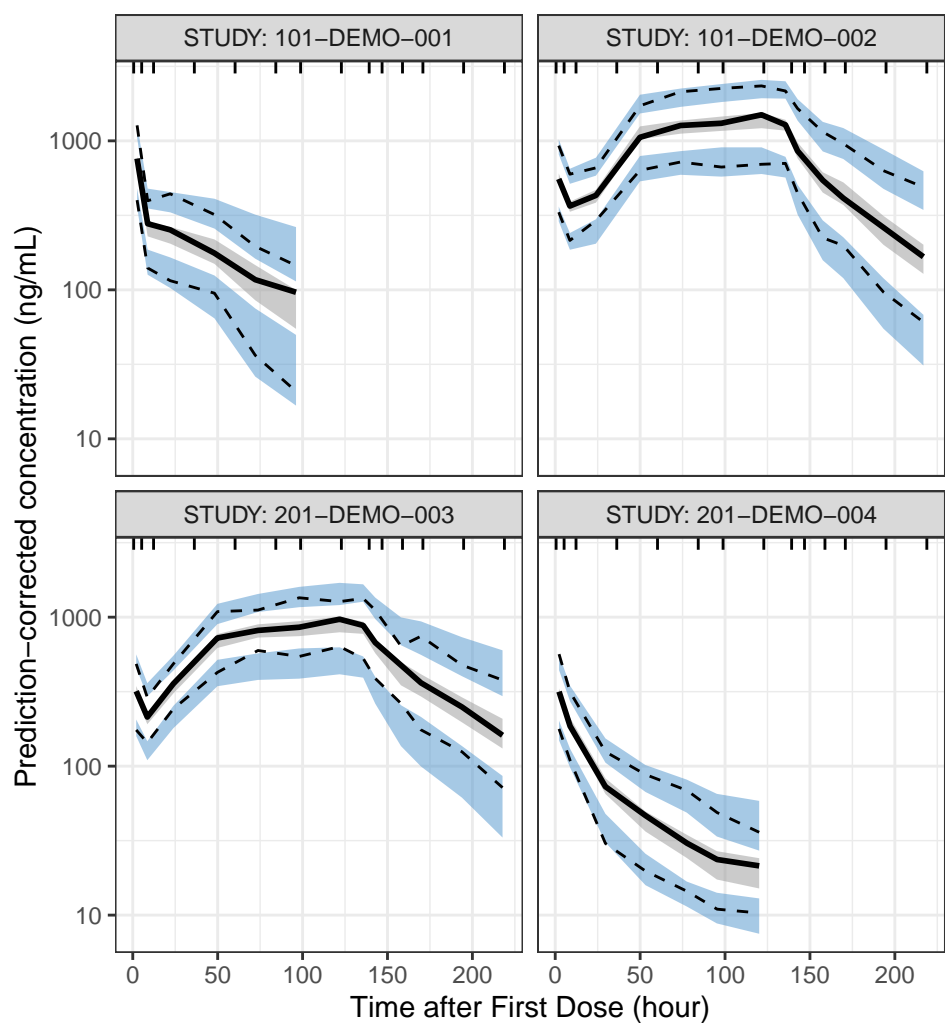 STUDY: 101−DEMO−001
STUDY: 101−DEMO−002
1000
100
10
STUDY: 201−DEMO−003
STUDY: 201−DEMO−004
1000
100
10
0 50 100 150 200
0 50 100 150 200
Time after First Dose (hour)
Prediction−corrected concentration (ng/mL)